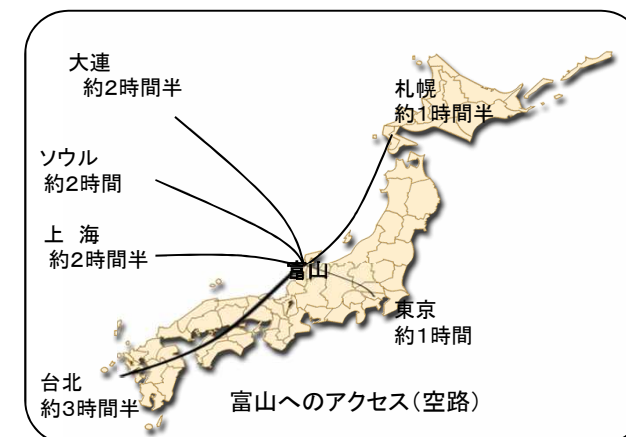 大連
約2時間半
札幌
約1時間半
ソウル
約2時間
上 海
約2時間半
富山
東京
約1時間
台北
約3時間半
富山へのアクセス(空路)